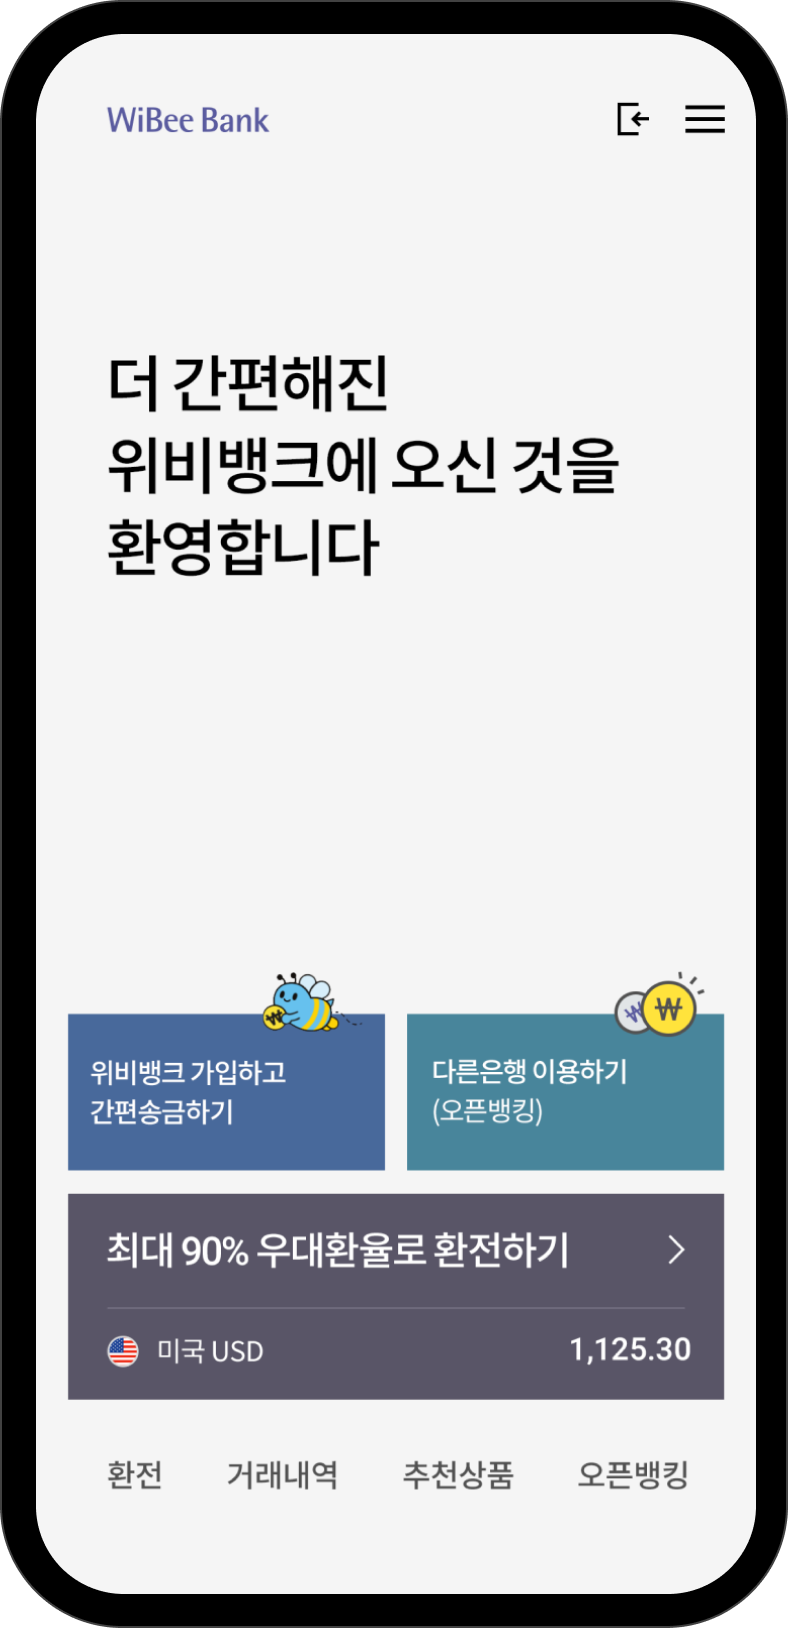 WiBee Bank
더 간편해진
위비뱅크에 오신 것을
환영합니다
위비뱅크 가입하고
간편송금하기
다른은행 이용하기
(오픈뱅킹)
최대 90% 우대환율로 환전하기
미국 USD
1,125.30
환전
거래내역
추천상품
오픈뱅킹